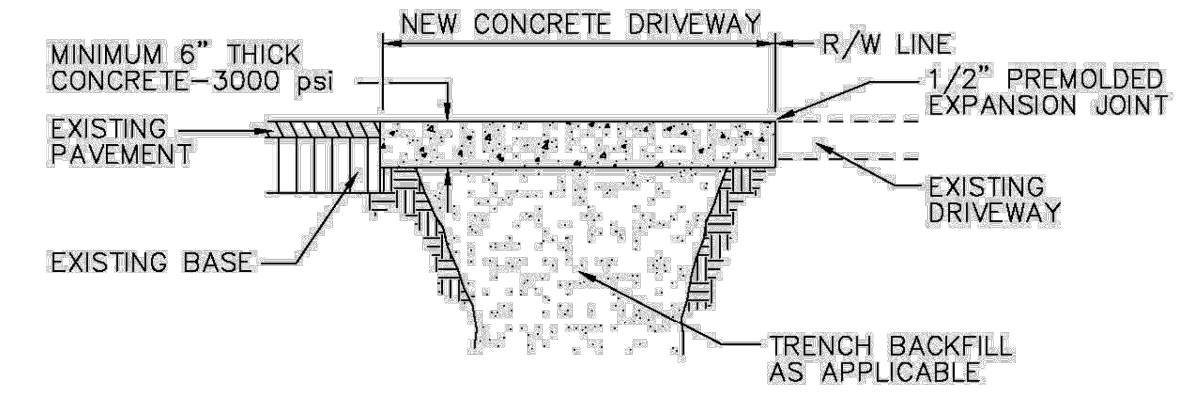 NEW CONCRETE DRIVEWAY
MINIMUM 6" THICK
CONCRETE-3000 psi
R/W LINE
1/2" PREMOLDED
EXPANSION JOINT
EXISTING
PAVEMENT
EXISTING
DRIVEWAY
EXISTING BASE
TRENCH BACKFILL
AS APPLICABLE